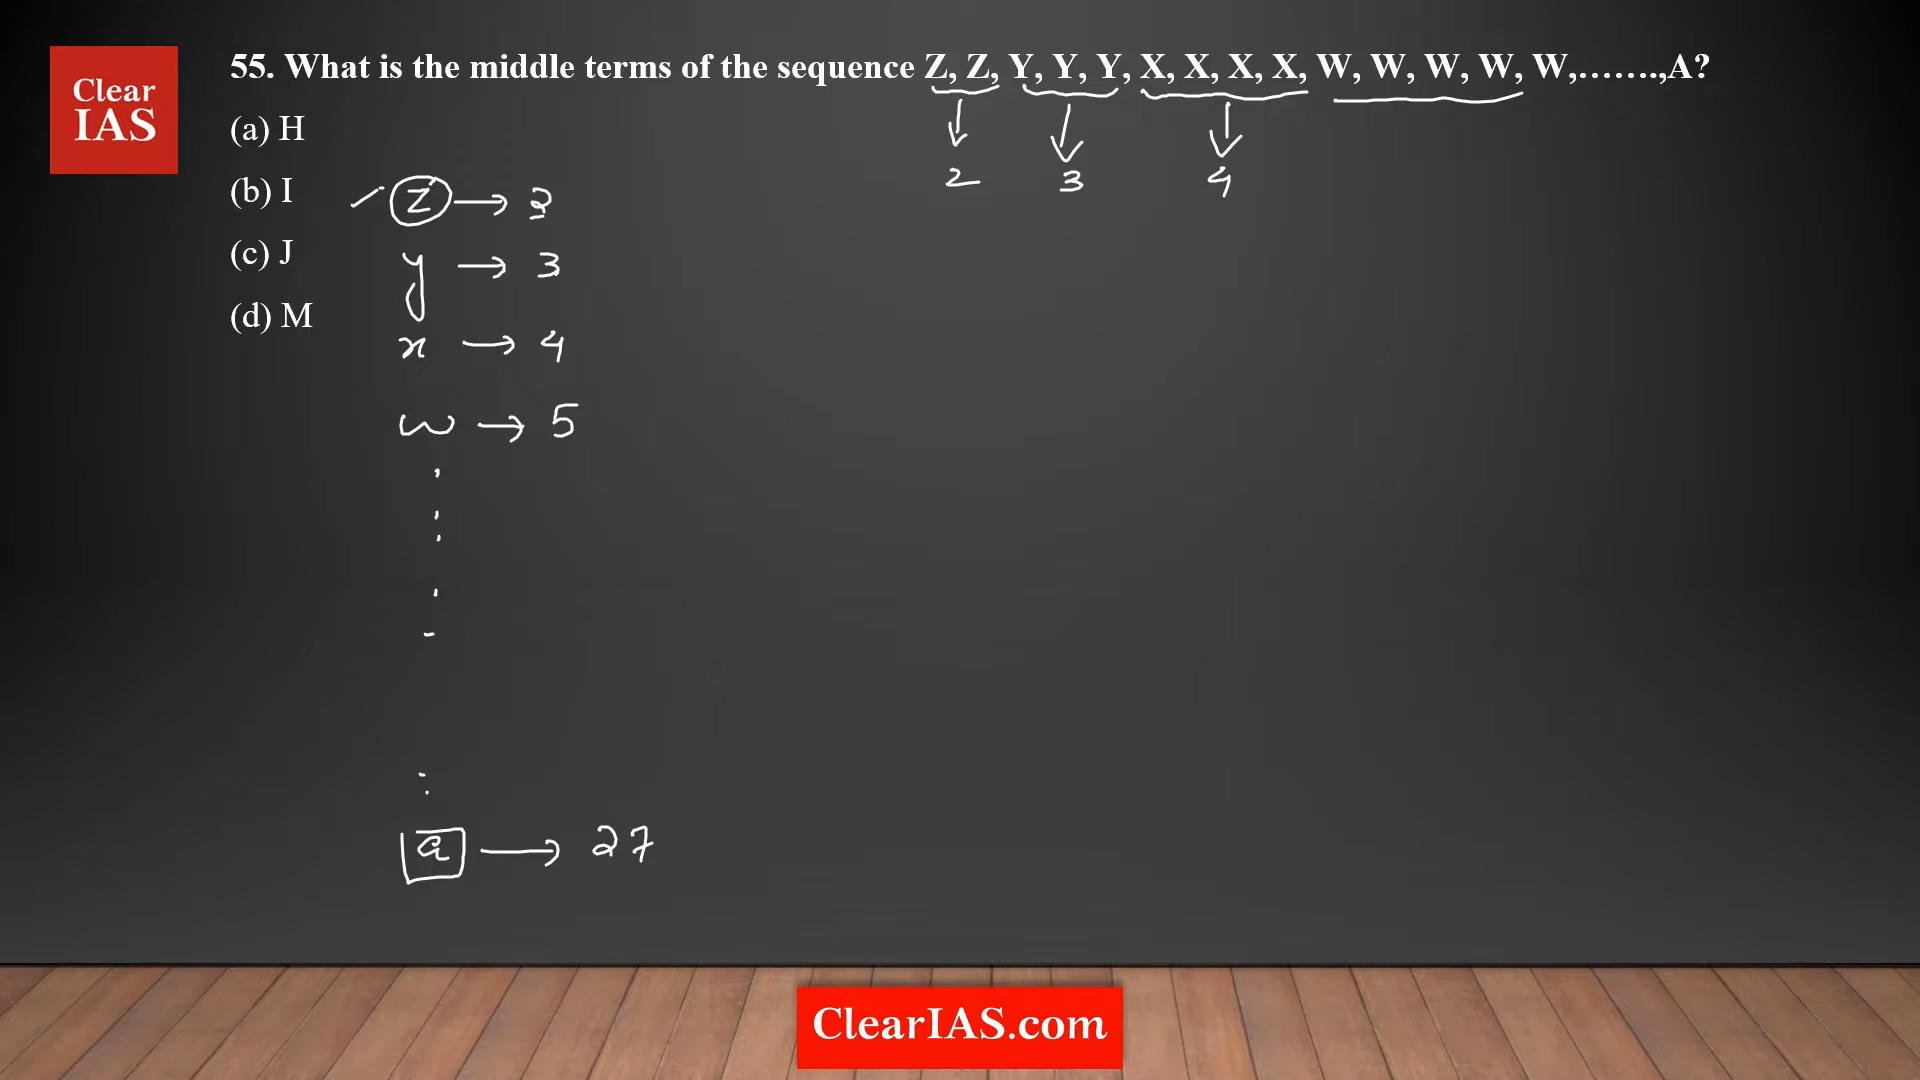 Clear
IAS
55. What is the middle terms of the sequence Z, Z, Y, Y, Y, X, X, X, X, W, W, W, W, W,.......,A?
(a) H
(b) I
(c) J
(d) M
2 3 4
Z → 2
y → 3
x → 4
w → 5
a → 27
ClearIAS.com